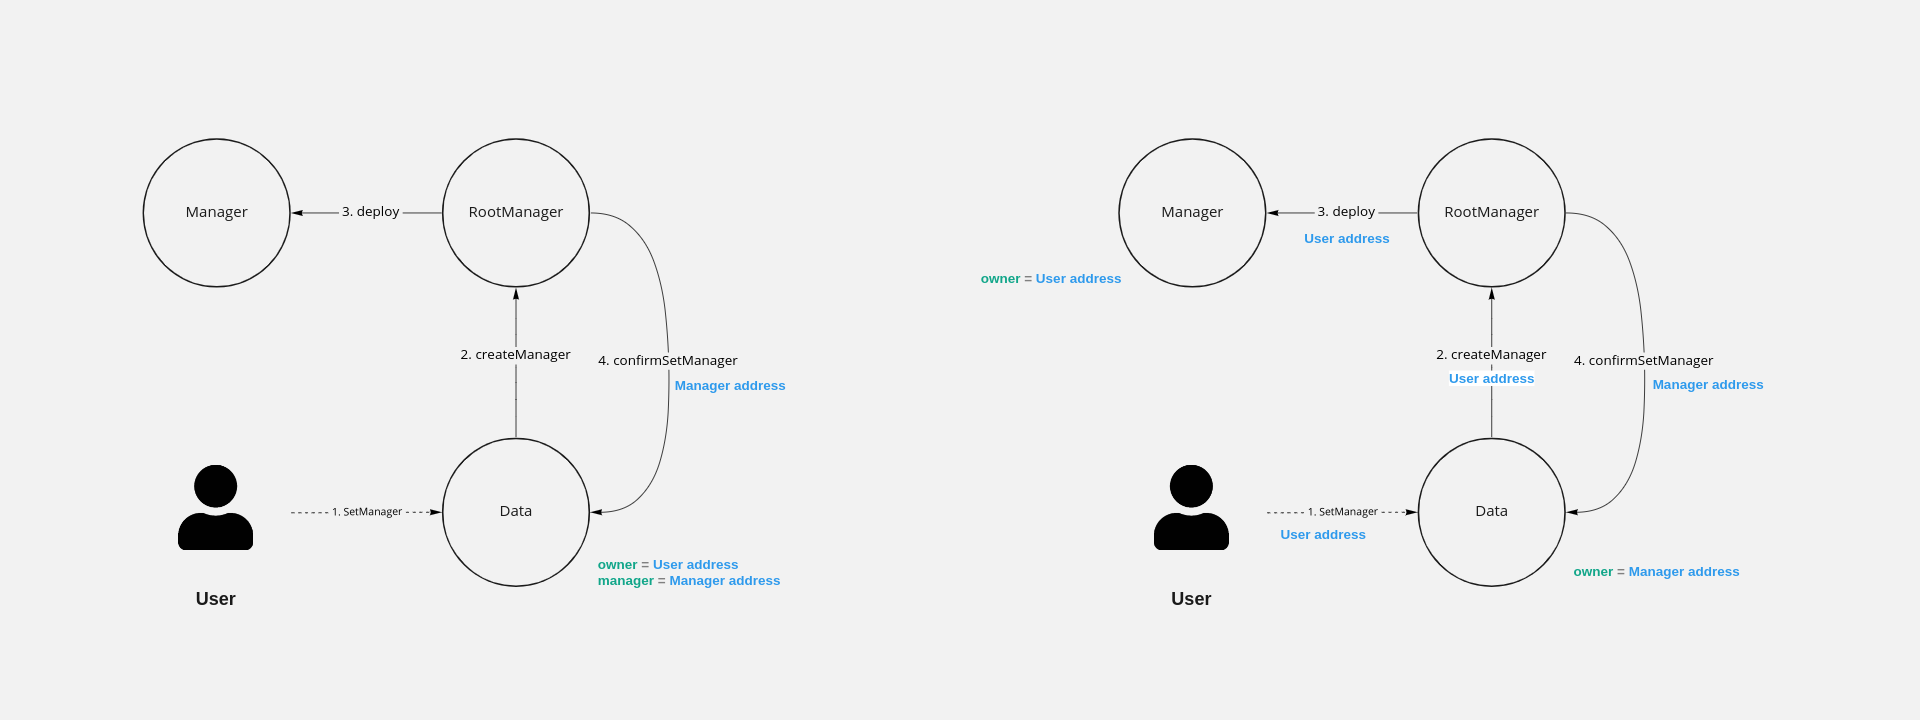 Manager
3. deploy
RootManager
2. createManager
4. confirmSetManager
Manager address
1. SetManager
Data
owner = User address
manager = Manager address
User
Manager
3. deploy
User address
RootManager
owner = User address
2. createManager
User address
4. confirmSetManager
Manager address
1. SetManager
User address
Data
owner = Manager address
User